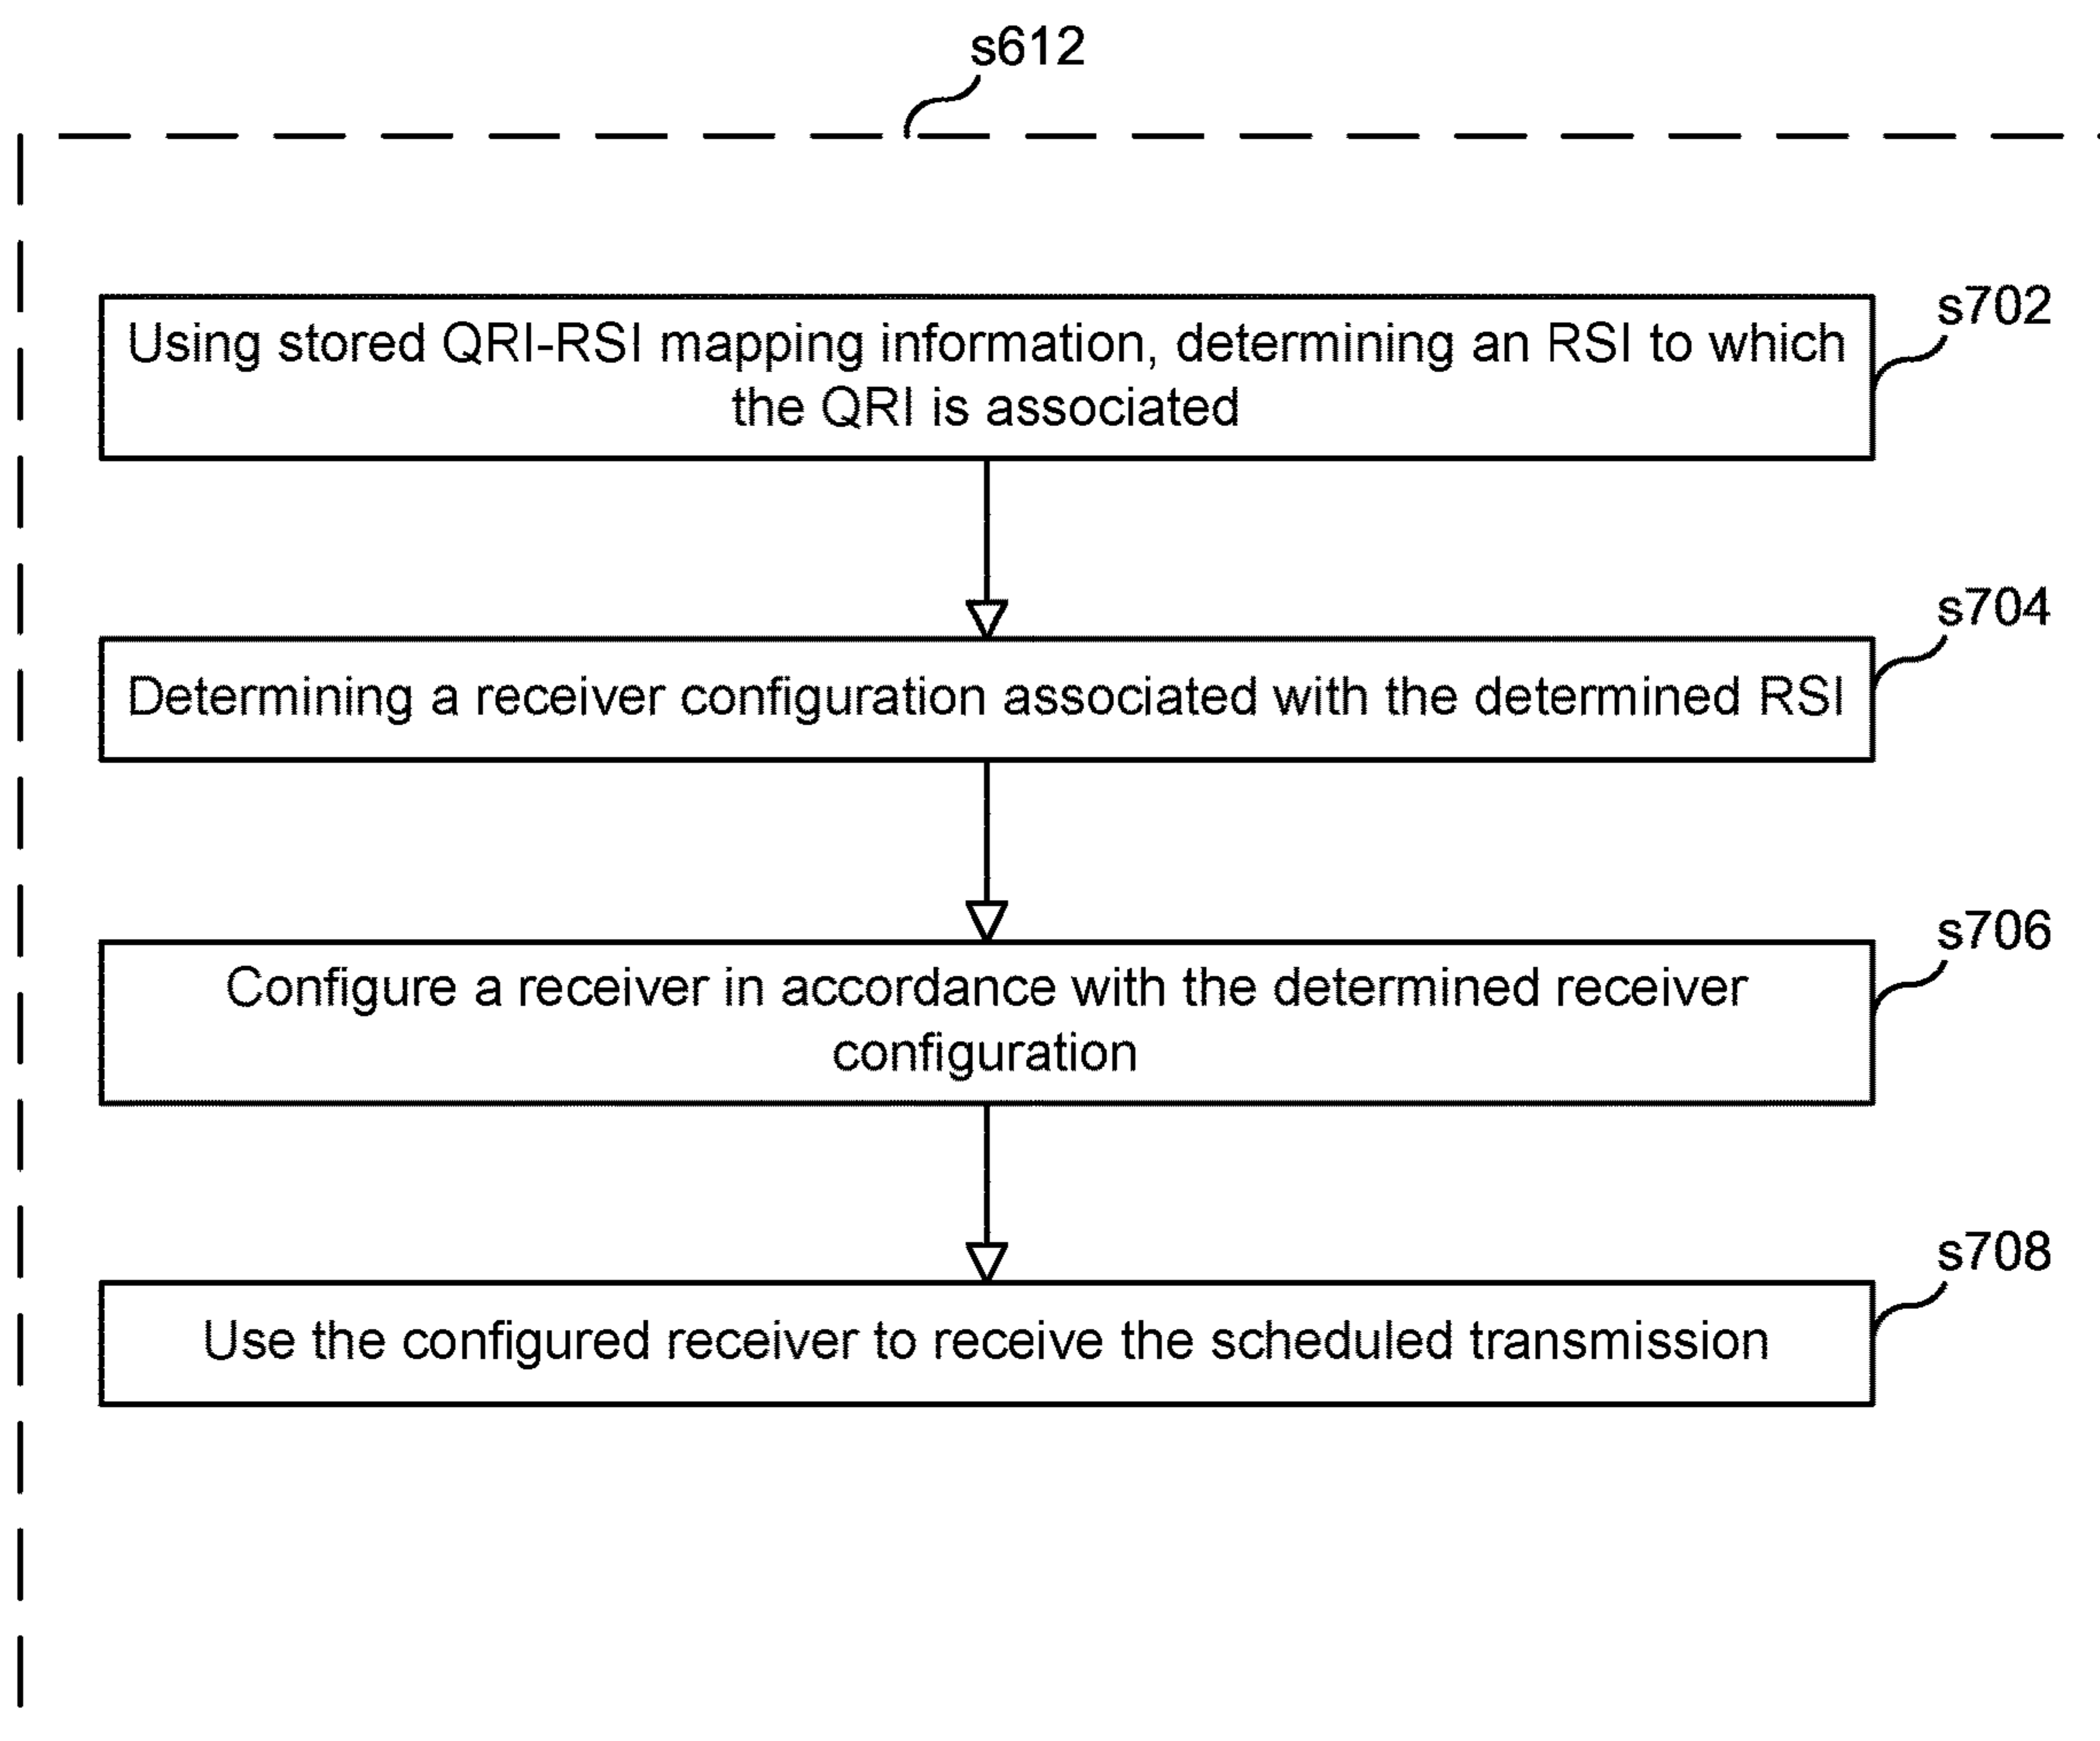 s612
s702
Using stored QRI-RSI mapping information, determining an RSI to which
the QRI is associated
s704
Determining a receiver configuration associated with the determined RSI
s706
Configure a receiver in accordance with the determined receiver
configuration
s708
Use the configured receiver to receive the scheduled transmission